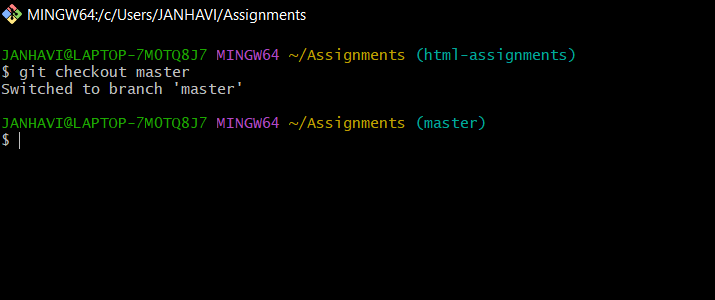 MINGW64:/c/Users/JANHAVI/Assignments
JANHAVI@LAPTOP-7M0TQ8J7 MINGW64 ~/Assignments (html-assignments)
$ git checkout master
Switched to branch 'master'
JANHAVI@LAPTOP-7M0TQ8J7 MINGW64 ~/Assignments (master)
$